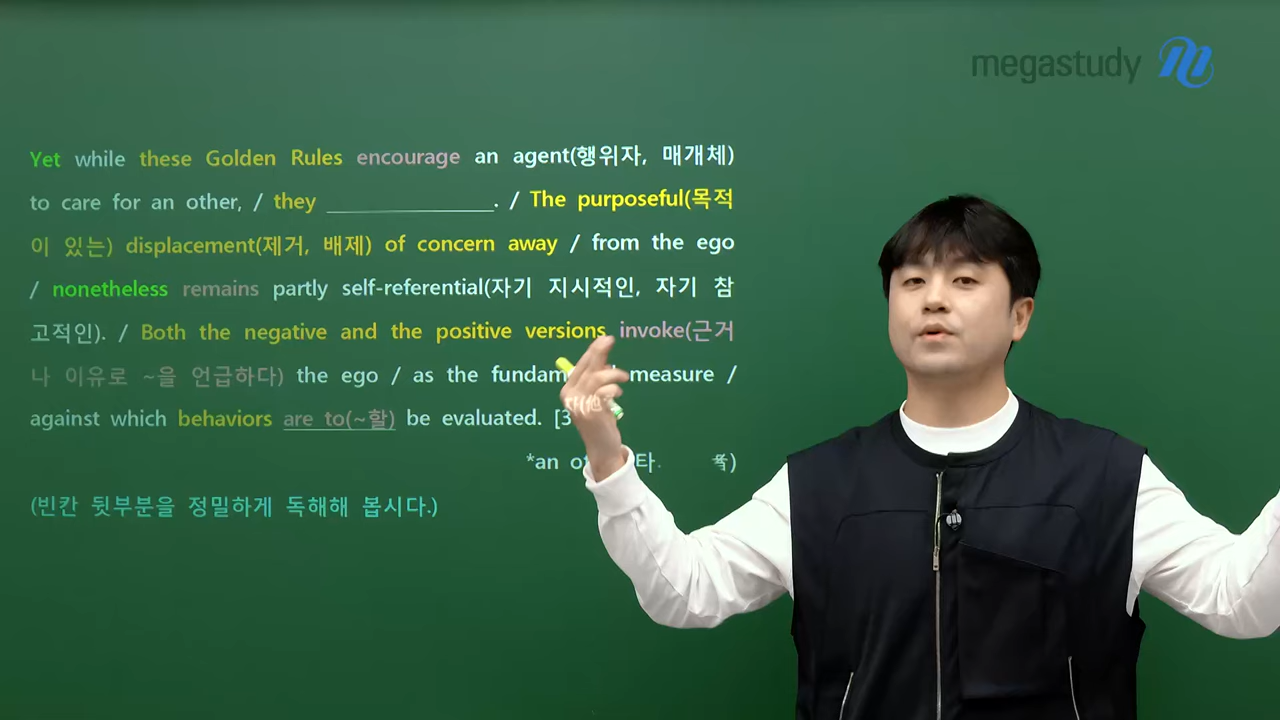 megastudy
Yet while these Golden Rules encourage an agent(행위자, 매개체)
to care for an other, / they ______________. / The purposeful(목적
이 있는) displacement(제거, 배제) of concern away / from the ego
/ nonetheless remains partly self-referential(자기 지시적인, 자기 참
고적인). / Both the negative and the positive versions invoke(근거
나 이유로 ~을 언급하다) the ego / as the measure /
against which behaviors are to(~할) be evaluated. [3
*an
(빈칸 뒷부분을 정밀하게 독해해 봅시다.)